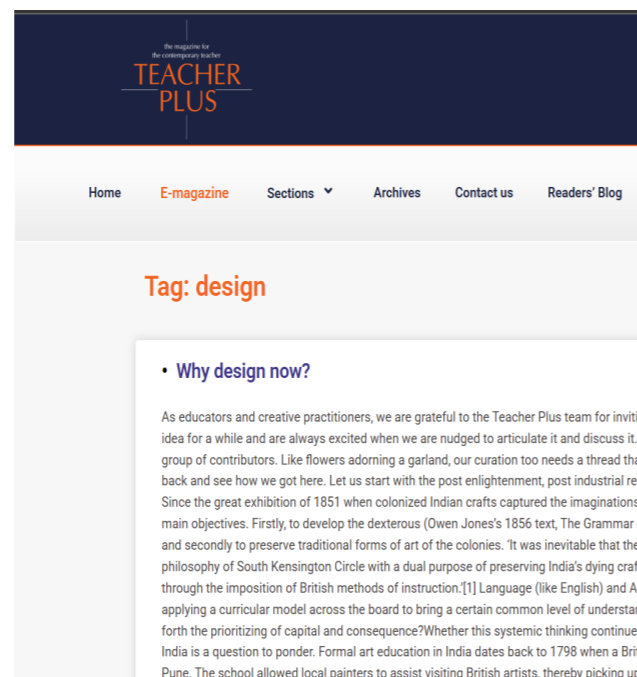 the magazine for
the contemporary teacher
TEACHER
PLUS
Home E-magazine Sections Archives Contact us Readers' Blog
Tag: design
• Why design now?
As educators and creative practitioners, we are grateful to the Teacher Plus team for inviti
idea for a while and are always excited when we are nudged to articulate it and discuss it.
group of contributors. Like flowers adorning a garland, our curation too needs a thread tha
back and see how we got here. Let us start with the post enlightenment, post industrial re
Since the great exhibition of 1851 when colonized Indian crafts captured the imaginations
main objectives. Firstly, to develop the dexterous (Owen Jones's 1856 text, The Grammar
and secondly to preserve traditional forms of art of the colonies. 'It was inevitable that the
philosophy of South Kensington Circle with a dual purpose of preserving India's dying craf
through the imposition of British methods of instruction.'[1] Language (like English) and A
applying a curricular model across the board to bring a certain common level of understa
forth the prioritizing of capital and consequence?Whether this systemic thinking continue
India is a question to ponder. Formal art education in India dates back to 1798 when a Bri
Pune. The school allowed local painters to assist visiting British artists, thereby picking up